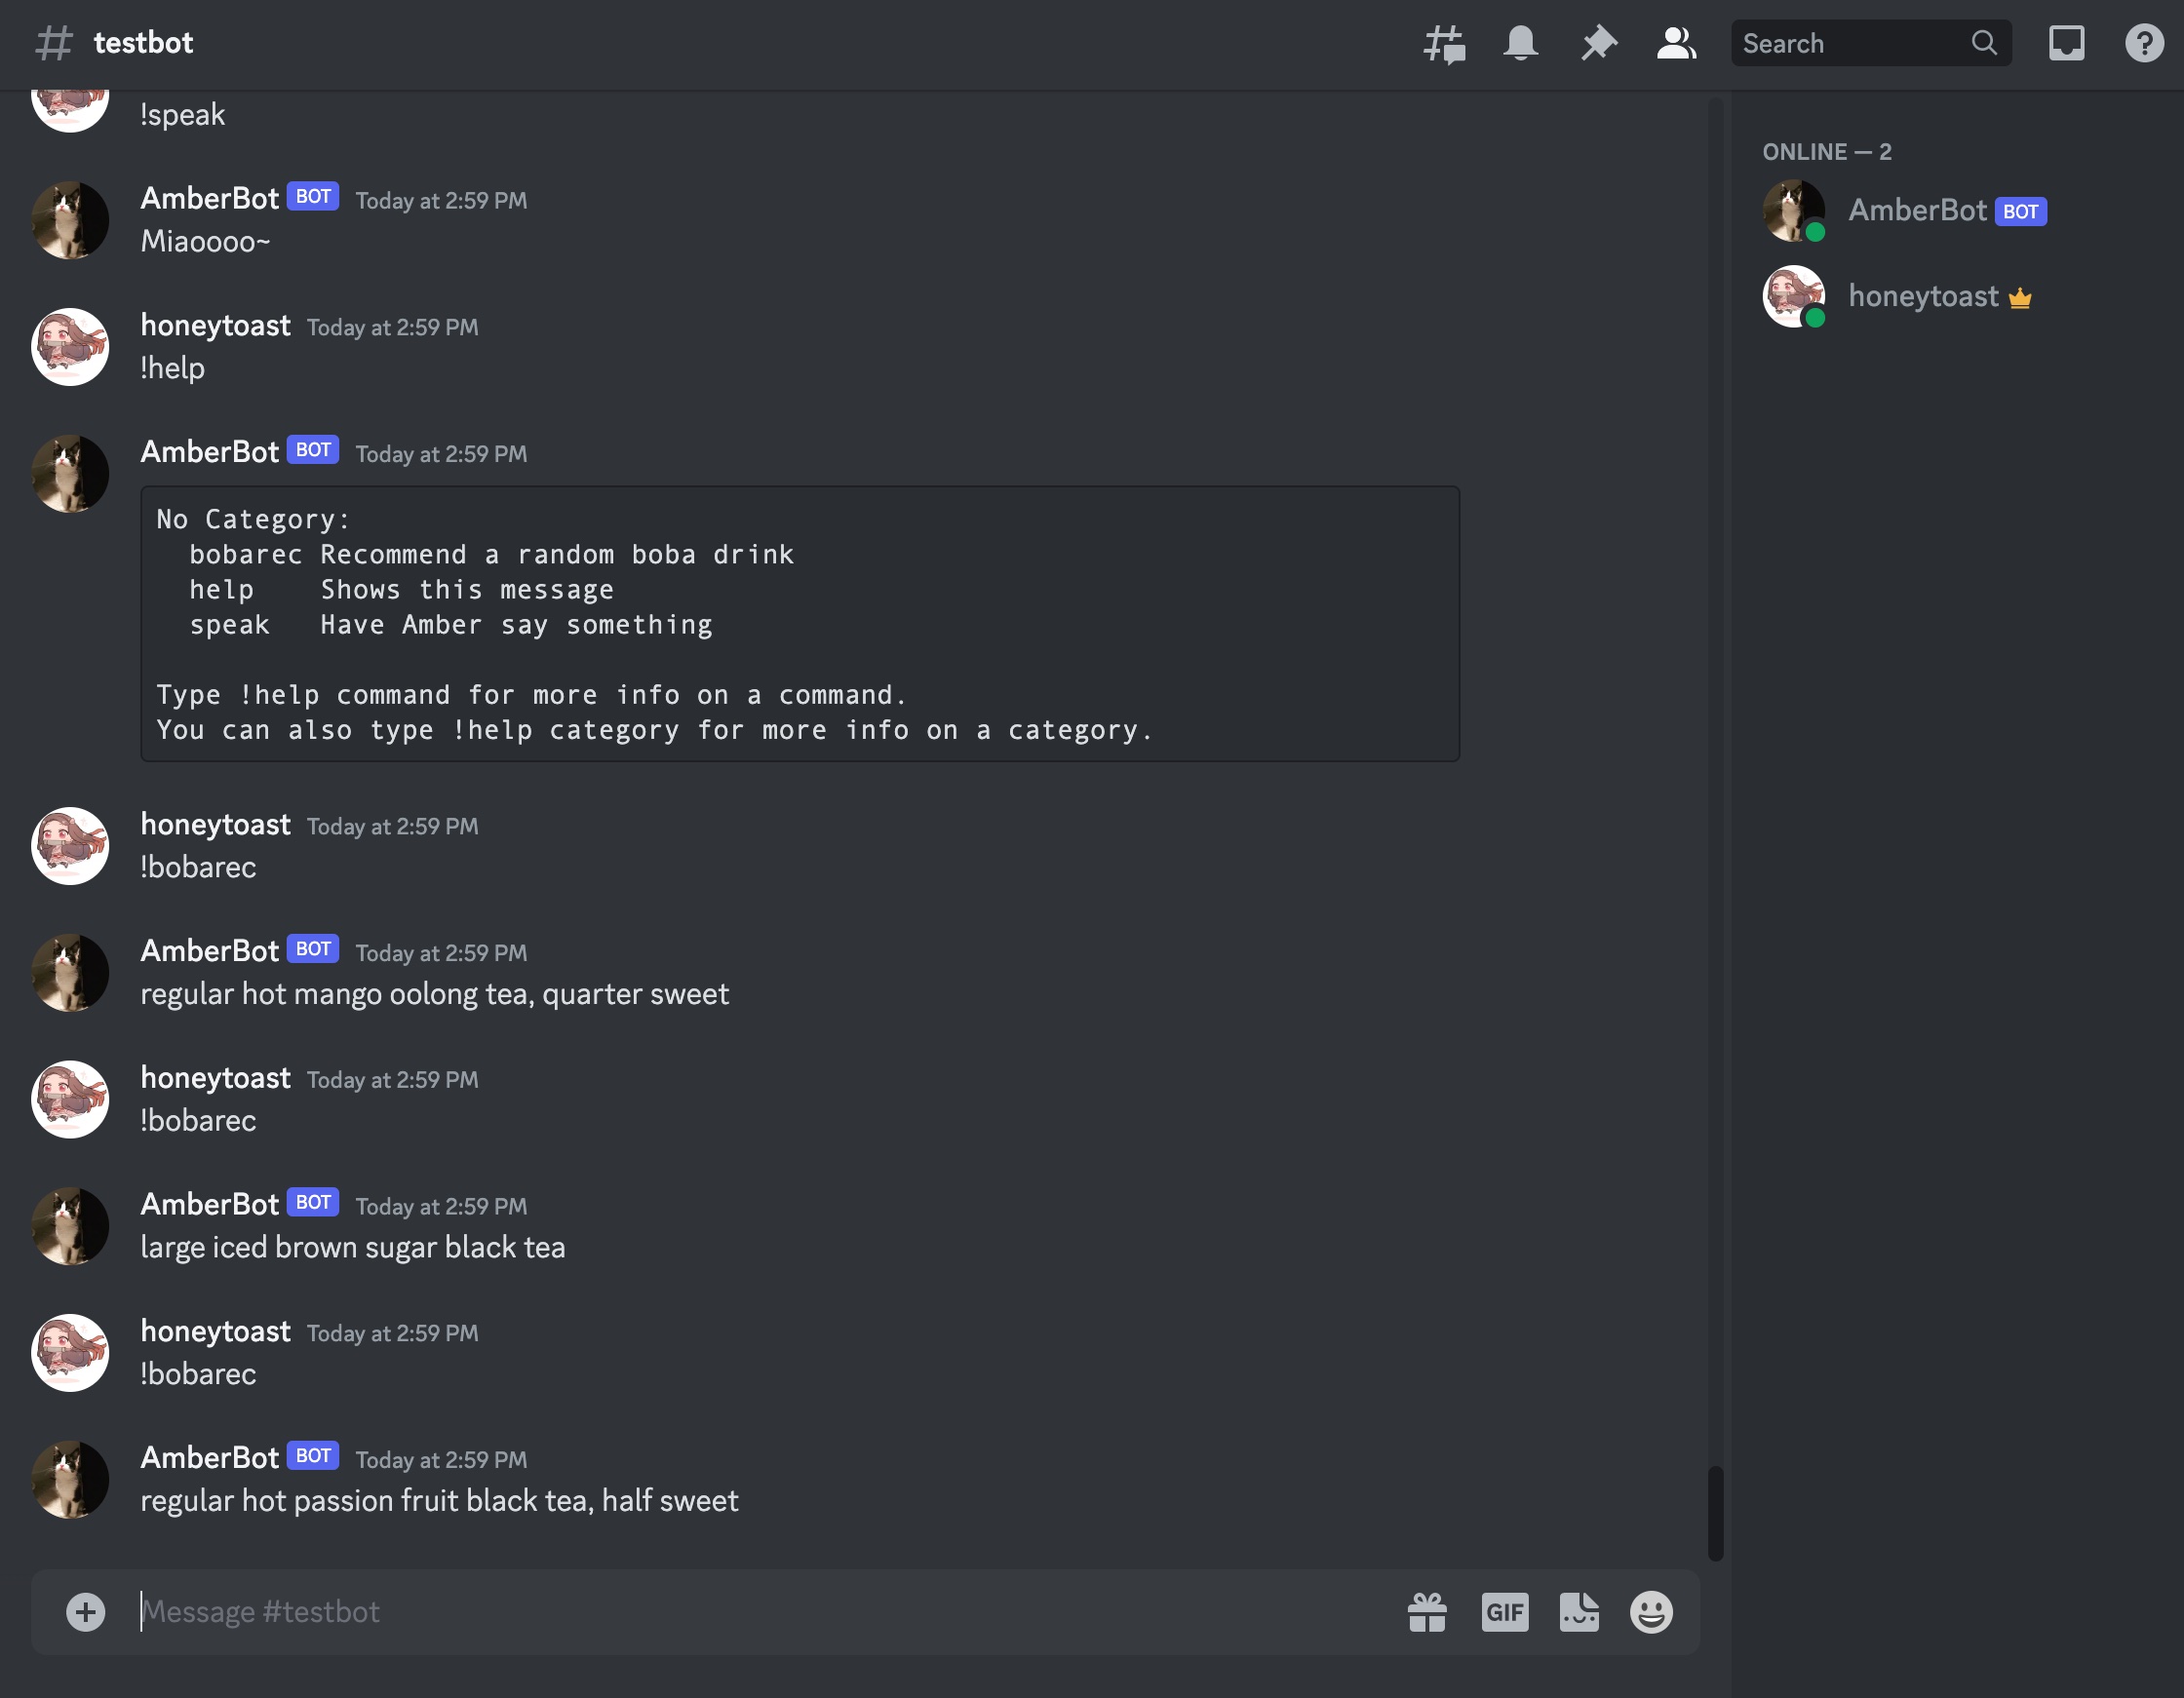 # testbot
Search
!speak
AmberBot BOT Today at 2:59 PM
Miaoooo~
honeytoast Today at 2:59 PM
!help
AmberBot BOT Today at 2:59 PM
No Category:
  bobarec Recommend a random boba drink
  help    Shows this message
  speak   Have Amber say something
Type !help command for more info on a command.
You can also type !help category for more info on a category.
honeytoast Today at 2:59 PM
!bobarec
AmberBot BOT Today at 2:59 PM
regular hot mango oolong tea, quarter sweet
honeytoast Today at 2:59 PM
!bobarec
AmberBot BOT Today at 2:59 PM
large iced brown sugar black tea
honeytoast Today at 2:59 PM
!bobarec
AmberBot BOT Today at 2:59 PM
regular hot passion fruit black tea, half sweet
Message #testbot
GIF
ONLINE — 2
AmberBot BOT
honeytoast